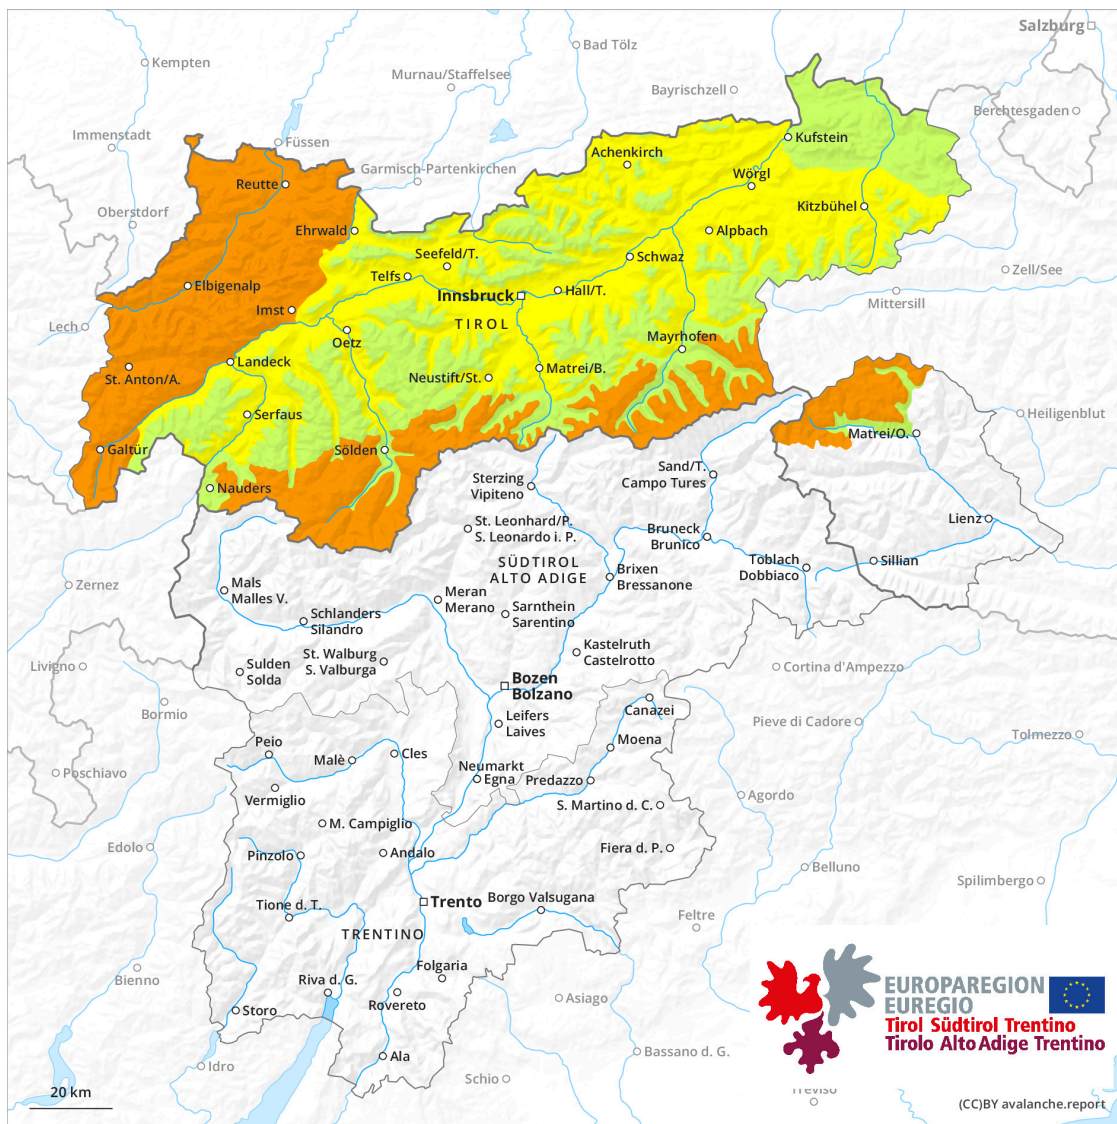 Salzburg
Bad Tölz
Kempten
Murnau/Staffelsee
Bayrischzell
Berchtesgaden
Immenstadt
Füssen
Kufstein
Achenkirch
Garmisch-Partenkirchen
Wörgl
Reutte
Oberstdorf
Kitzbühel
Ehrwald
Alpbach
Seefeld/T.
Schwaz
Zell/See
Telfs
Elbigenalp
Innsbruck
Hall/T.
Mittersill
Imst
Lech
TIROL
Oetz
Mayrhofen
Landeck
St. Anton/A.
Neustift/St.
Matrei/B.
Serfaus
Heiligenblut
Matrei/O.
Galtür
Sölden
Nauders
Sterzing
Vipiteno
Sand/T.
Campo Tures
St. Leonhard/P.
S. Leonardo i. P.
Lienz
Bruneck
Brunico
SÜDTIROL
ALTO ADIGE
Toblach
Dobbiaco
Sillian
Brixen
Bressanone
Zernez
Mals
Malles V.
Meran
Merano
Sarnthein
Sarentino
Schlanders
Silandro
Kastelruth
Castelrotto
St. Walburg
S. Valburga
Livigno
Sulden
Solda
Cortina d'Ampezzo
Bozen
Bolzano
Bormio
Canazei
Leifers
Laives
Pieve di Cadore
Tolmezzo
Peio
Moena
Malè
Cles
Poschiavo
Neumarkt
Egna
Predazzo
Vermiglio
Agordo
S. Martino d. C.
M. Campiglio
Edolo
Pinzolo
Andalo
Fiera d. P.
Belluno
Spilimbergo
Trento
Borgo Valsugana
Tione d. T.
Feltre
TRENTINO
Folgaria
Bienno
Riva d. G.
Rovereto
Asiago
Storo
EUROPAREGION
EUREGIO
Tirol Südtirol Trentino
Tirolo Alto Adige Trentino
Ala
Bassano d. G.
Idro
Schio
Treviso
20 km
(CC)BY avalanche.report